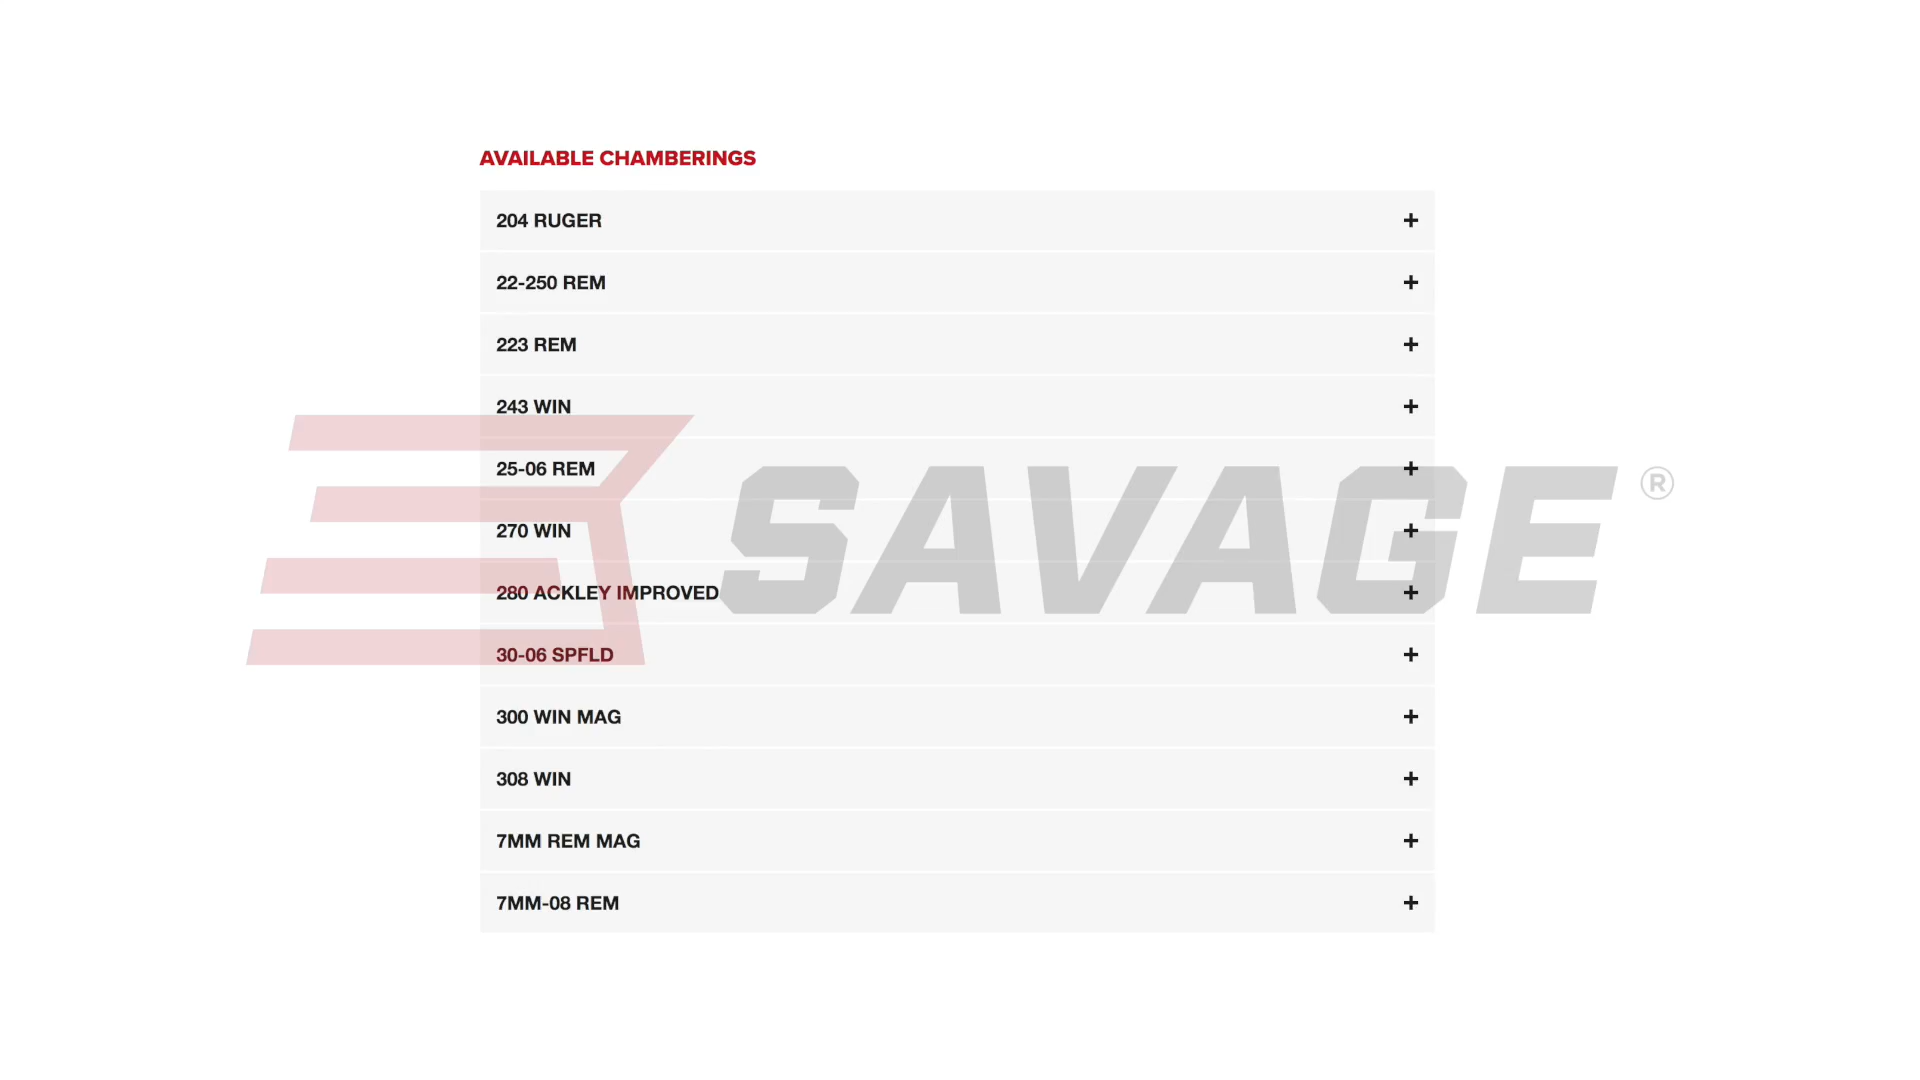 AVAILABLE CHAMBERINGS
204 RUGER +
22-250 REM +
223 REM +
243 WIN +
25-06 REM +
270 WIN +
280 ACKLEY IMPROVED +
30-06 SPFLD +
300 WIN MAG +
308 WIN +
7MM REM MAG +
7MM-08 REM +
SAVAGE ®